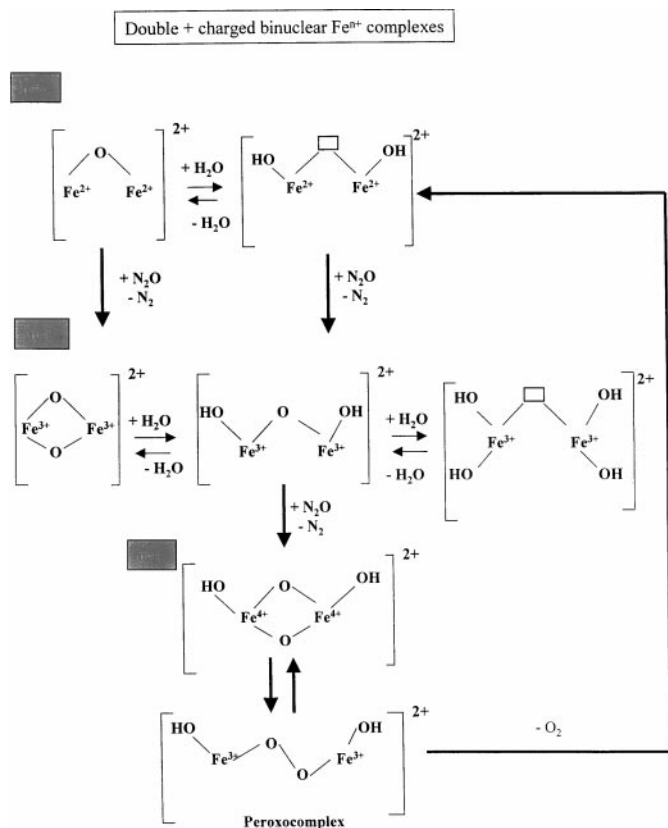 Double + charged binuclear Feⁿ⁺ complexes
2+
O
Fe²⁺ Fe²⁺
+ H₂O
- H₂O
2+
HO OH
Fe²⁺ Fe²⁺
+ N₂O
- N₂
+ N₂O
- N₂
2+
O
Fe³⁺ Fe³⁺
O
+ H₂O
- H₂O
2+
HO O OH
Fe³⁺ Fe³⁺
+ H₂O
- H₂O
2+
HO OH
Fe³⁺ Fe³⁺
HO OH
+ N₂O
- N₂
2+
HO O OH
Fe⁴⁺ Fe⁴⁺
O
2+
HO OH
Fe³⁺ O Fe³⁺
O
Peroxocomplex
- O₂